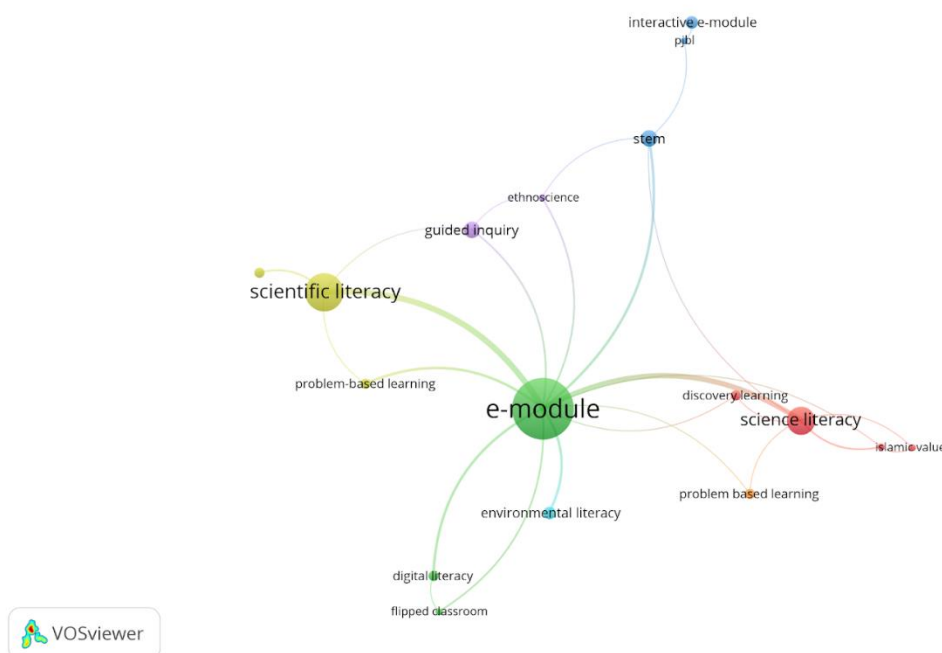 interactive e-module
pjbl
stem
ethnoscience
guided inquiry
scientific literacy
problem-based learning
e-module
discovery learning
science literacy
islamic value
problem based learning
environmental literacy
digital literacy
flipped classroom
VOSviewer